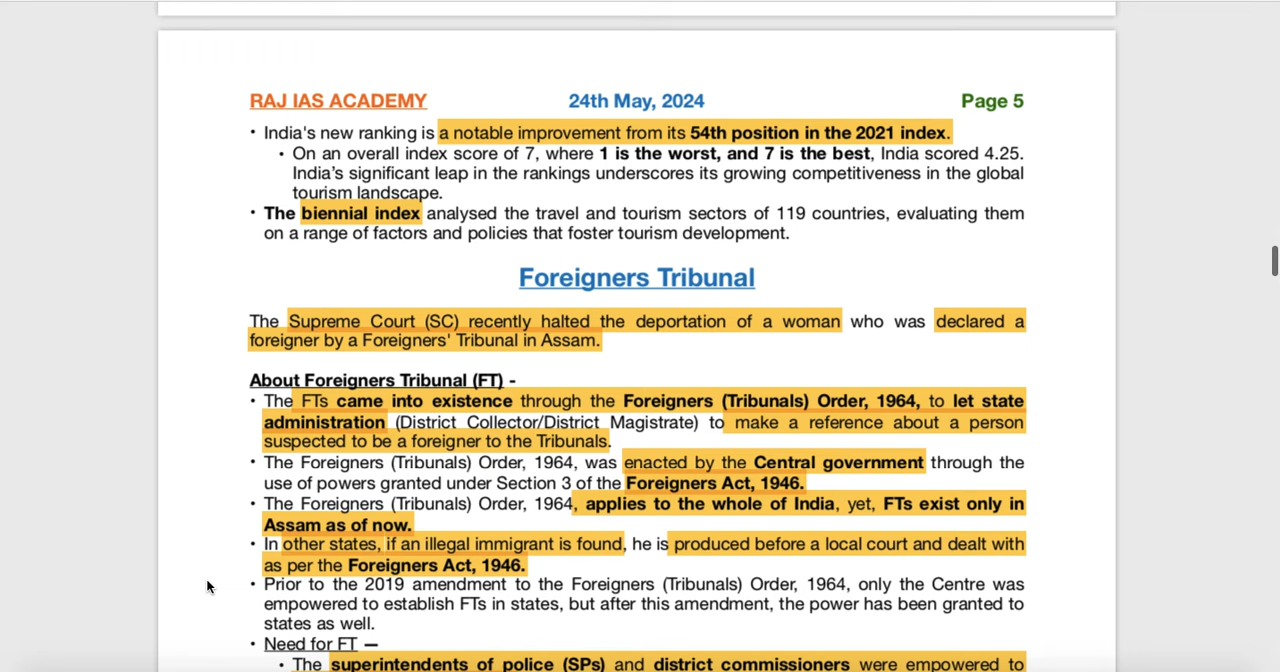 RAJ IAS ACADEMY 24th May, 2024 Page 5
• India's new ranking is a notable improvement from its 54th position in the 2021 index.
• On an overall index score of 7, where 1 is the worst, and 7 is the best, India scored 4.25.
India’s significant leap in the rankings underscores its growing competitiveness in the global
tourism landscape.
• The biennial index analysed the travel and tourism sectors of 119 countries, evaluating them
on a range of factors and policies that foster tourism development.
Foreigners Tribunal
The Supreme Court (SC) recently halted the deportation of a woman who was declared a
foreigner by a Foreigners' Tribunal in Assam.
About Foreigners Tribunal (FT) -
• The FTs came into existence through the Foreigners (Tribunals) Order, 1964, to let state
administration (District Collector/District Magistrate) to make a reference about a person
suspected to be a foreigner to the Tribunals.
• The Foreigners (Tribunals) Order, 1964, was enacted by the Central government through the
use of powers granted under Section 3 of the Foreigners Act, 1946.
• The Foreigners (Tribunals) Order, 1964, applies to the whole of India, yet, FTs exist only in
Assam as of now.
• In other states, if an illegal immigrant is found, he is produced before a local court and dealt with
as per the Foreigners Act, 1946.
• Prior to the 2019 amendment to the Foreigners (Tribunals) Order, 1964, only the Centre was
empowered to establish FTs in states, but after this amendment, the power has been granted to
states as well.
• Need for FT —
• The superintendents of police (SPs) and district commissioners were empowered to